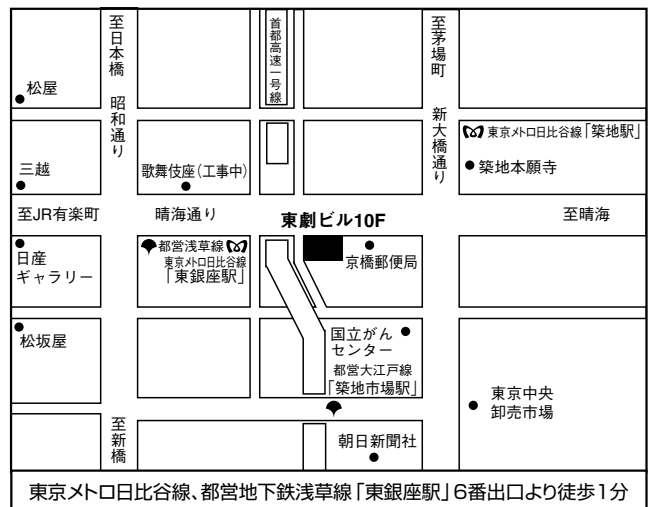 至日本橋
首都高速一号線
至茅場町
松屋
昭和通り
新大橋通り
東京メトロ日比谷線「築地駅」
三越
歌舞伎座(工事中)
築地本願寺
至JR有楽町
晴海通り
東劇ビル10F
至晴海
日産
ギャラリー
都営浅草線
東京メトロ日比谷線
「東銀座駅」
京橋郵便局
松坂屋
国立がん
センター
都営大江戸線
「築地市場駅」
東京中央
卸売市場
至新橋
朝日新聞社
東京メトロ日比谷線、都営地下鉄浅草線「東銀座駅」6番出口より徒歩1分